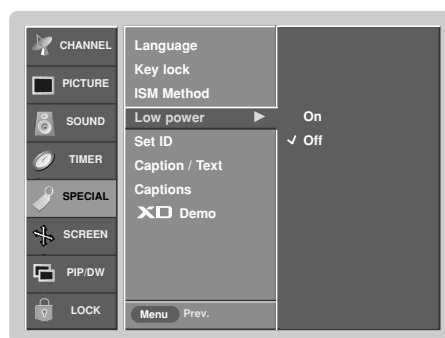 CHANNEL
PICTURE
SOUND
TIMER
SPECIAL
SCREEN
PIP/DW
LOCK
Language
Key lock
ISM Method
Low power
Set ID
Caption / Text
Captions
XD Demo
Menu Prev.
On
Off